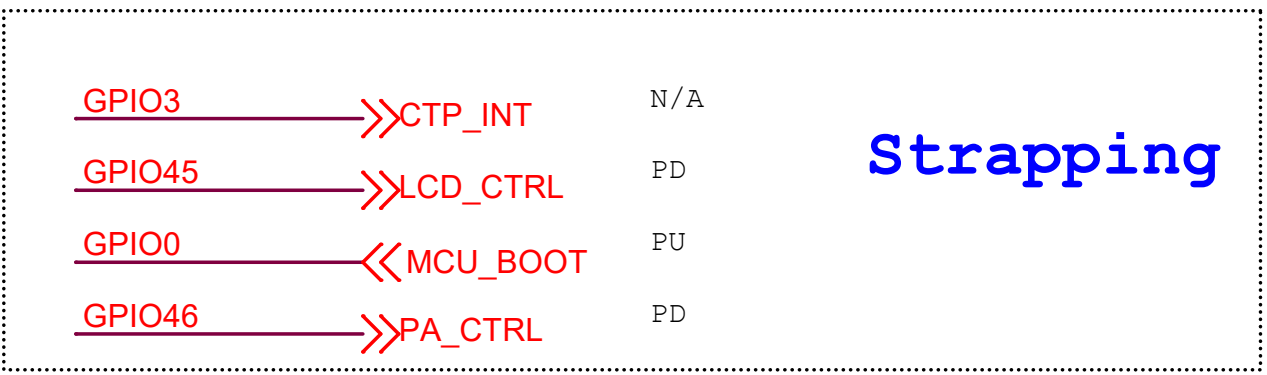 GPIO3 CTP_INT N/A
GPIO45 LCD_CTRL PD
Strapping
GPIO0 MCU_BOOT PU
GPIO46 PA_CTRL PD